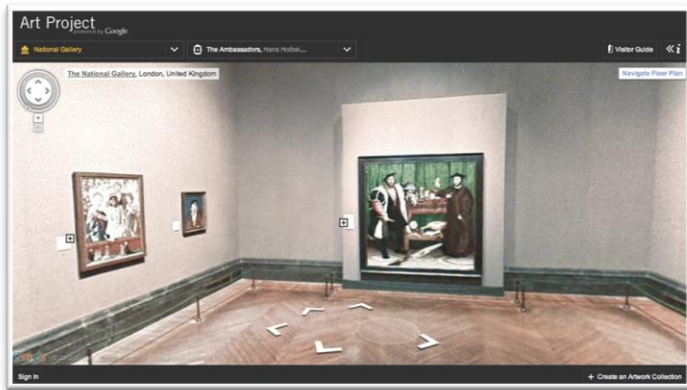 Art Project
powered by Google
National Gallery
The Ambassadors, Hans Holbei...
Visitor Guide
The National Gallery, London, United Kingdom
Navigate Floor Plan
Google
Sign in
+ Create an Artwork Collection